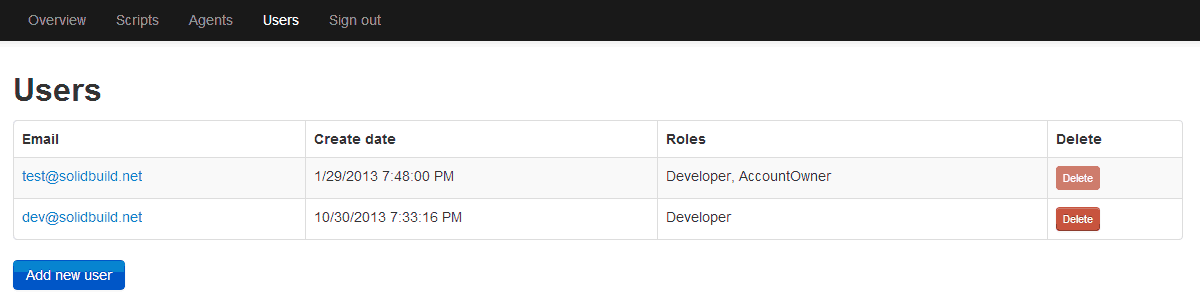 Overview Scripts Agents Users Sign out
Users
Email Create date Roles Delete
test@solidbuild.net 1/29/2013 7:48:00 PM Developer, AccountOwner Delete
dev@solidbuild.net 10/30/2013 7:33:16 PM Developer Delete
Add new user